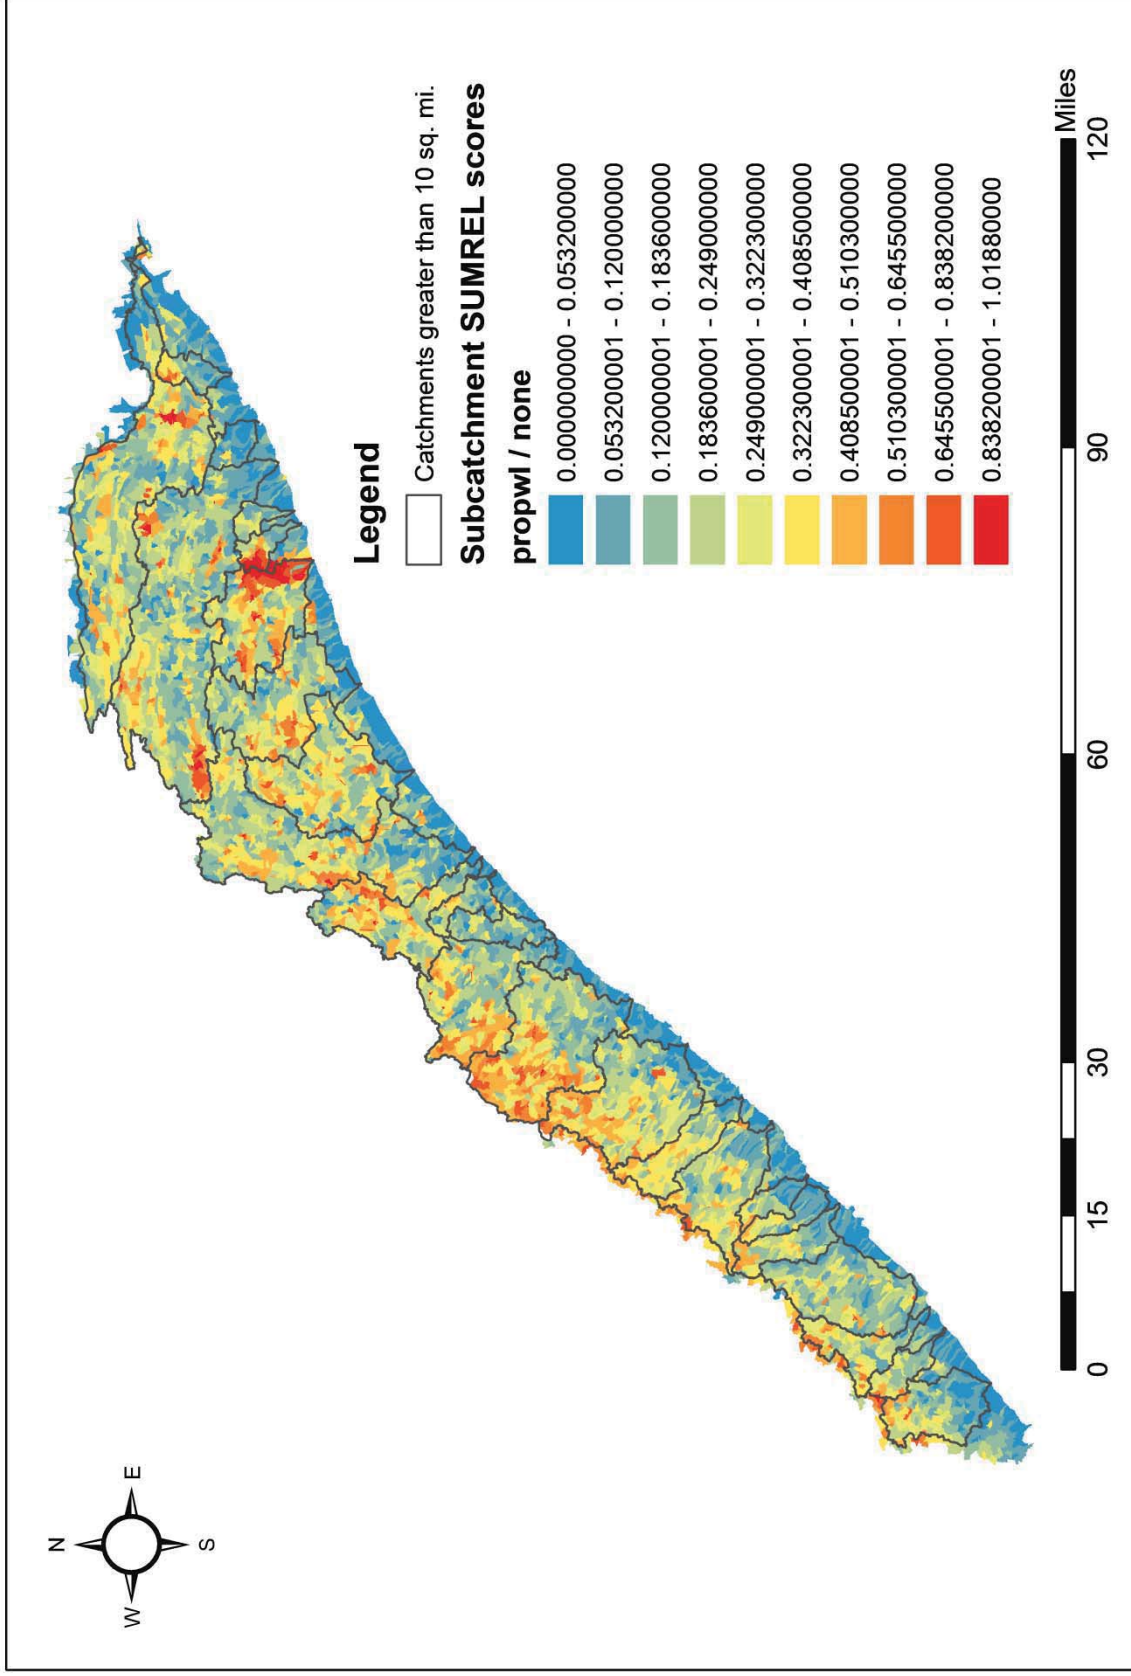 N
W E
S
Legend
Catchments greater than 10 sq. mi.
Subcatchment SUMREL scores
propwl / none
0.000000000 - 0.053200000
0.053200001 - 0.120000000
0.120000001 - 0.183600000
0.183600001 - 0.249000000
0.249000001 - 0.322300000
0.322300001 - 0.408500000
0.408500001 - 0.510300000
0.510300001 - 0.645500000
0.645500001 - 0.838200000
0.838200001 - 1.01880000
Miles
0 15 30 60 90 120